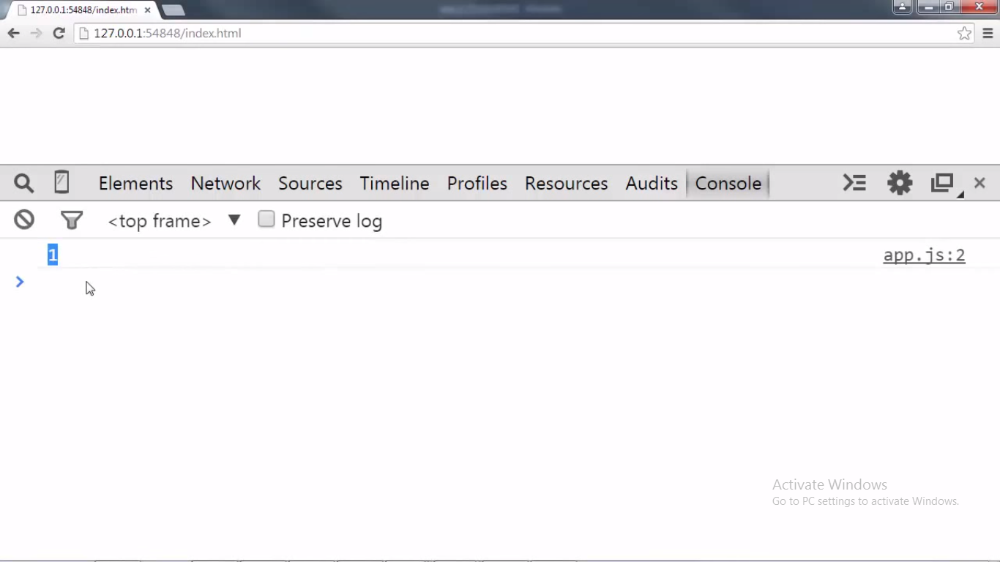 127.0.0.1:54848/index.htm
127.0.0.1:54848/index.html
Elements Network Sources Timeline Profiles Resources Audits Console
<top frame> ▼ Preserve log
1 app.js:2
>
Activate Windows
Go to PC settings to activate Windows.